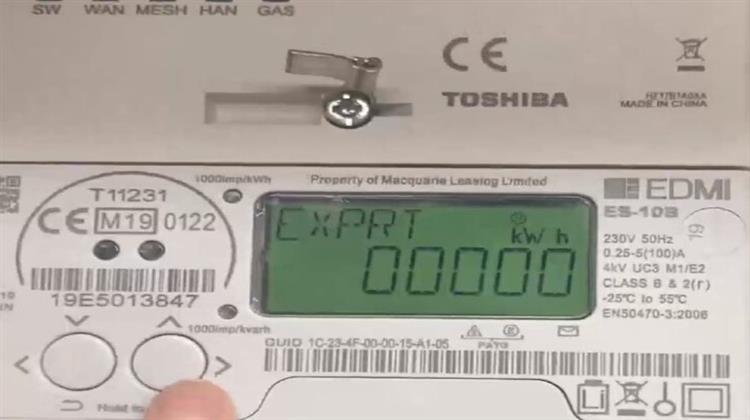 SW WAN MESH HAN GAS
CE
TOSHIBA
MADE IN CHINA
1000imp/kWh
Property of Macquarie Leasing Limited
EDMI
ES-10B
T11231
CE M19 0122
19E5013847
EXPRT
kWh
00000
230V 50Hz
0.25-5(100)A
4kV UC3 M1/E2
CLASS B & 2(r)
-25°C to 55°C
EN50470-3:2006
1000imp/kvarh
GUID 1C-23-4F-00-00-15-A1-05
PAYG
< >
Hold to